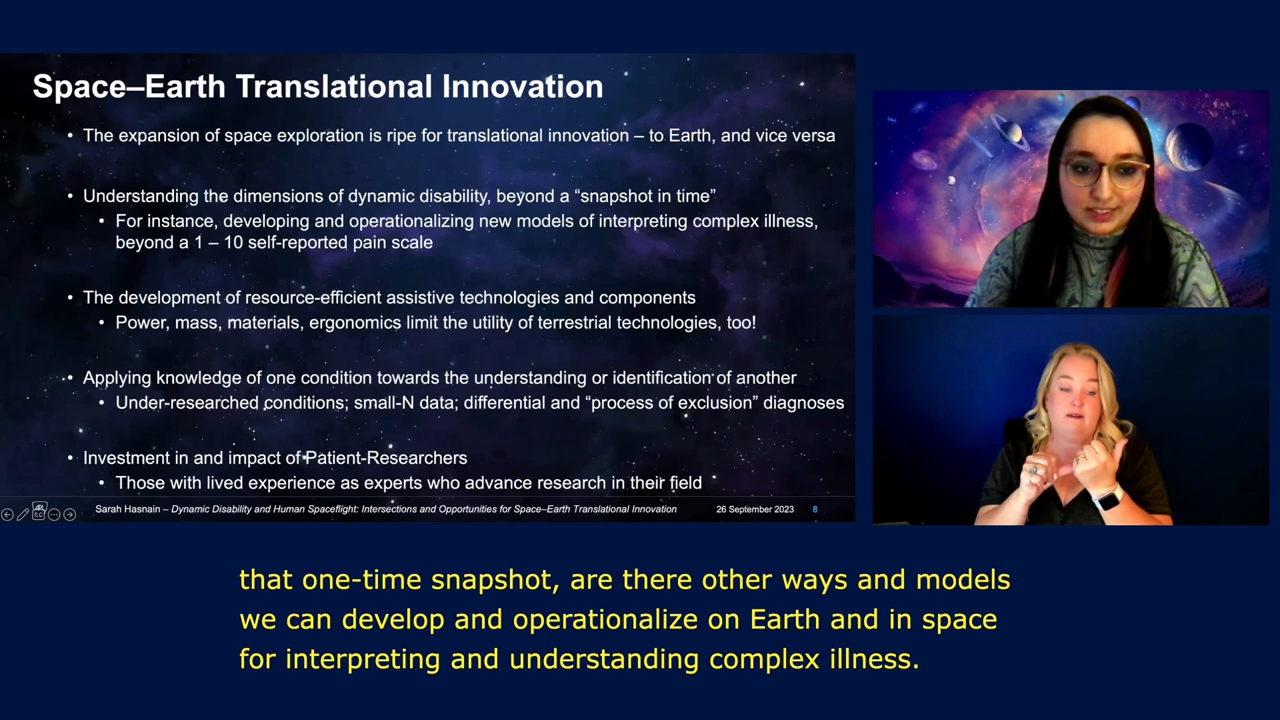 Space–Earth Translational Innovation
• The expansion of space exploration is ripe for translational innovation – to Earth, and vice versa
• Understanding the dimensions of dynamic disability, beyond a “snapshot in time”
• For instance, developing and operationalizing new models of interpreting complex illness,
beyond a 1 – 10 self-reported pain scale
• The development of resource-efficient assistive technologies and components
• Power, mass, materials, ergonomics limit the utility of terrestrial technologies, too!
• Applying knowledge of one condition towards the understanding or identification of another
• Under-researched conditions; small-N data; differential and “process of exclusion” diagnoses
• Investment in and impact of Patient-Researchers
• Those with lived experience as experts who advance research in their field
Sarah Hasnain – Dynamic Disability and Human Spaceflight: Intersections and Opportunities for Space–Earth Translational Innovation 26 September 2023 8
that one-time snapshot, are there other ways and models
we can develop and operationalize on Earth and in space
for interpreting and understanding complex illness.